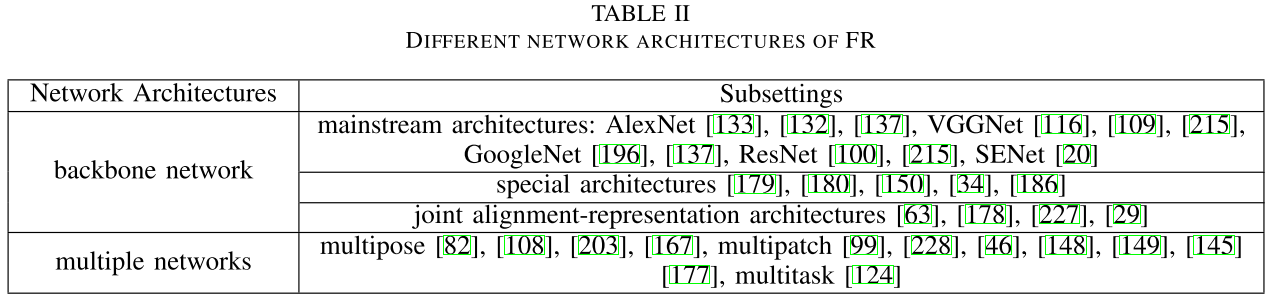 TABLE II
DIFFERENT NETWORK ARCHITECTURES OF FR
Network Architectures
Subsettings
backbone network
mainstream architectures: AlexNet [133], [132], [137], VGGNet [116], [109], [215],
GoogleNet [196], [137], ResNet [100], [215], SENet [20]
special architectures [179], [180], [150], [34], [186]
joint alignment-representation architectures [63], [178], [227], [29]
multiple networks
multipose [82], [108], [203], [167], multipatch [99], [228], [46], [148], [149], [145]
[177], multitask [124]